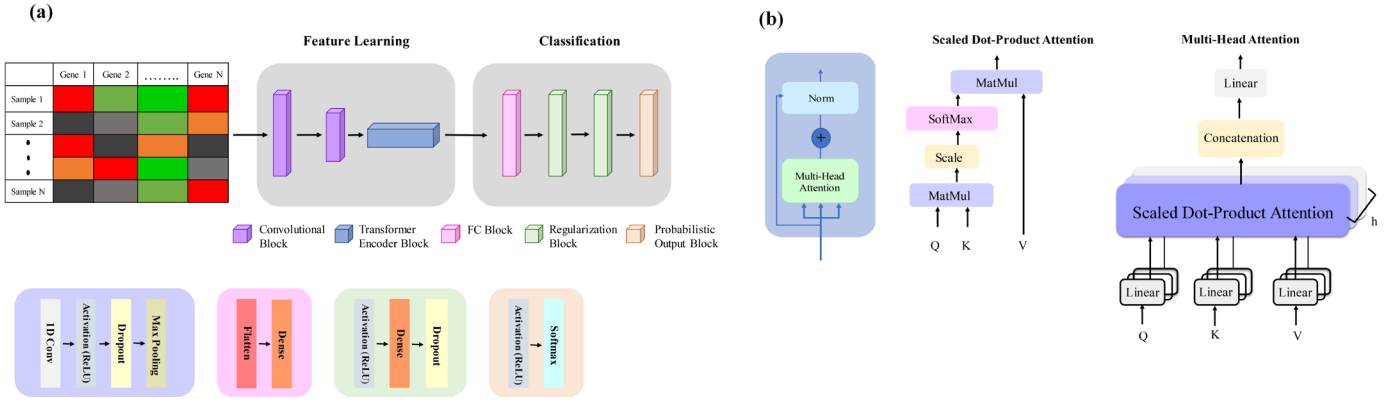 (a)
Feature Learning
Classification
Gene 1
Gene 2
........
Gene N
Sample 1
Sample 2
Sample N
Convolutional
Block
Transformer
Encoder Block
FC Block
Regularization
Block
Probabilistic
Output Block
1D Conv
Activation (ReLU)
Dropout
Max Pooling
Flatten
Dense
Activation (ReLU)
Dense
Dropout
Activation (ReLU)
Softmax
(b)
Norm
+
Multi-Head
Attention
Scaled Dot-Product Attention
MatMul
SoftMax
Scale
MatMul
Q
K
V
Multi-Head Attention
Linear
Concatenation
Scaled Dot-Product Attention
h
Linear
Linear
Linear
Q
K
V